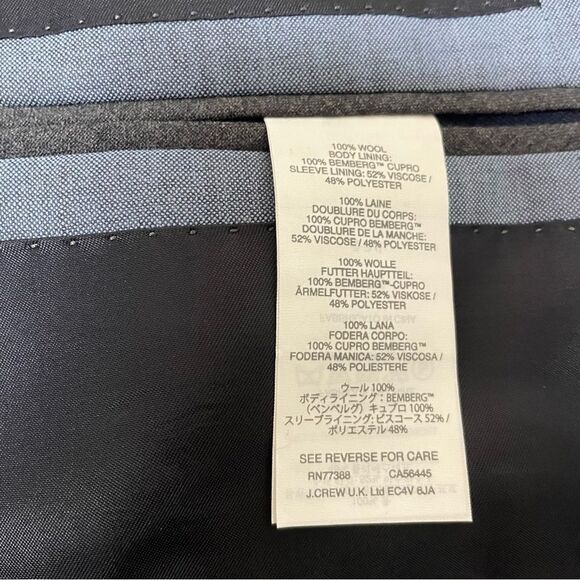 100% WOOL
BODY LINING:
100% BEMBERG™ CUPRO
SLEEVE LINING: 52% VISCOSE /
48% POLYESTER
100% LAINE
DOUBLURE DU CORPS:
100% CUPRO BEMBERG™
DOUBLURE DE LA MANCHE:
52% VISCOSE / 48% POLYESTER
100% WOLLE
FUTTER HAUPTTEIL:
100% BEMBERG™-CUPRO
ÄRMELFUTTER: 52% VISKOSE /
48% POLYESTER
100% LANA
FODERA CORPO:
100% CUPRO BEMBERG™
FODERA MANICA: 52% VISCOSA /
48% POLIESTERE
ウール 100%
ボディライニング : BEMBERG™
(ベンベルグ) キュプロ 100%
スリーブライニング: ビスコース 52% /
ポリエステル 48%
SEE REVERSE FOR CARE
RN77388 CA56445
J.CREW U.K. Ltd EC4V 6JA